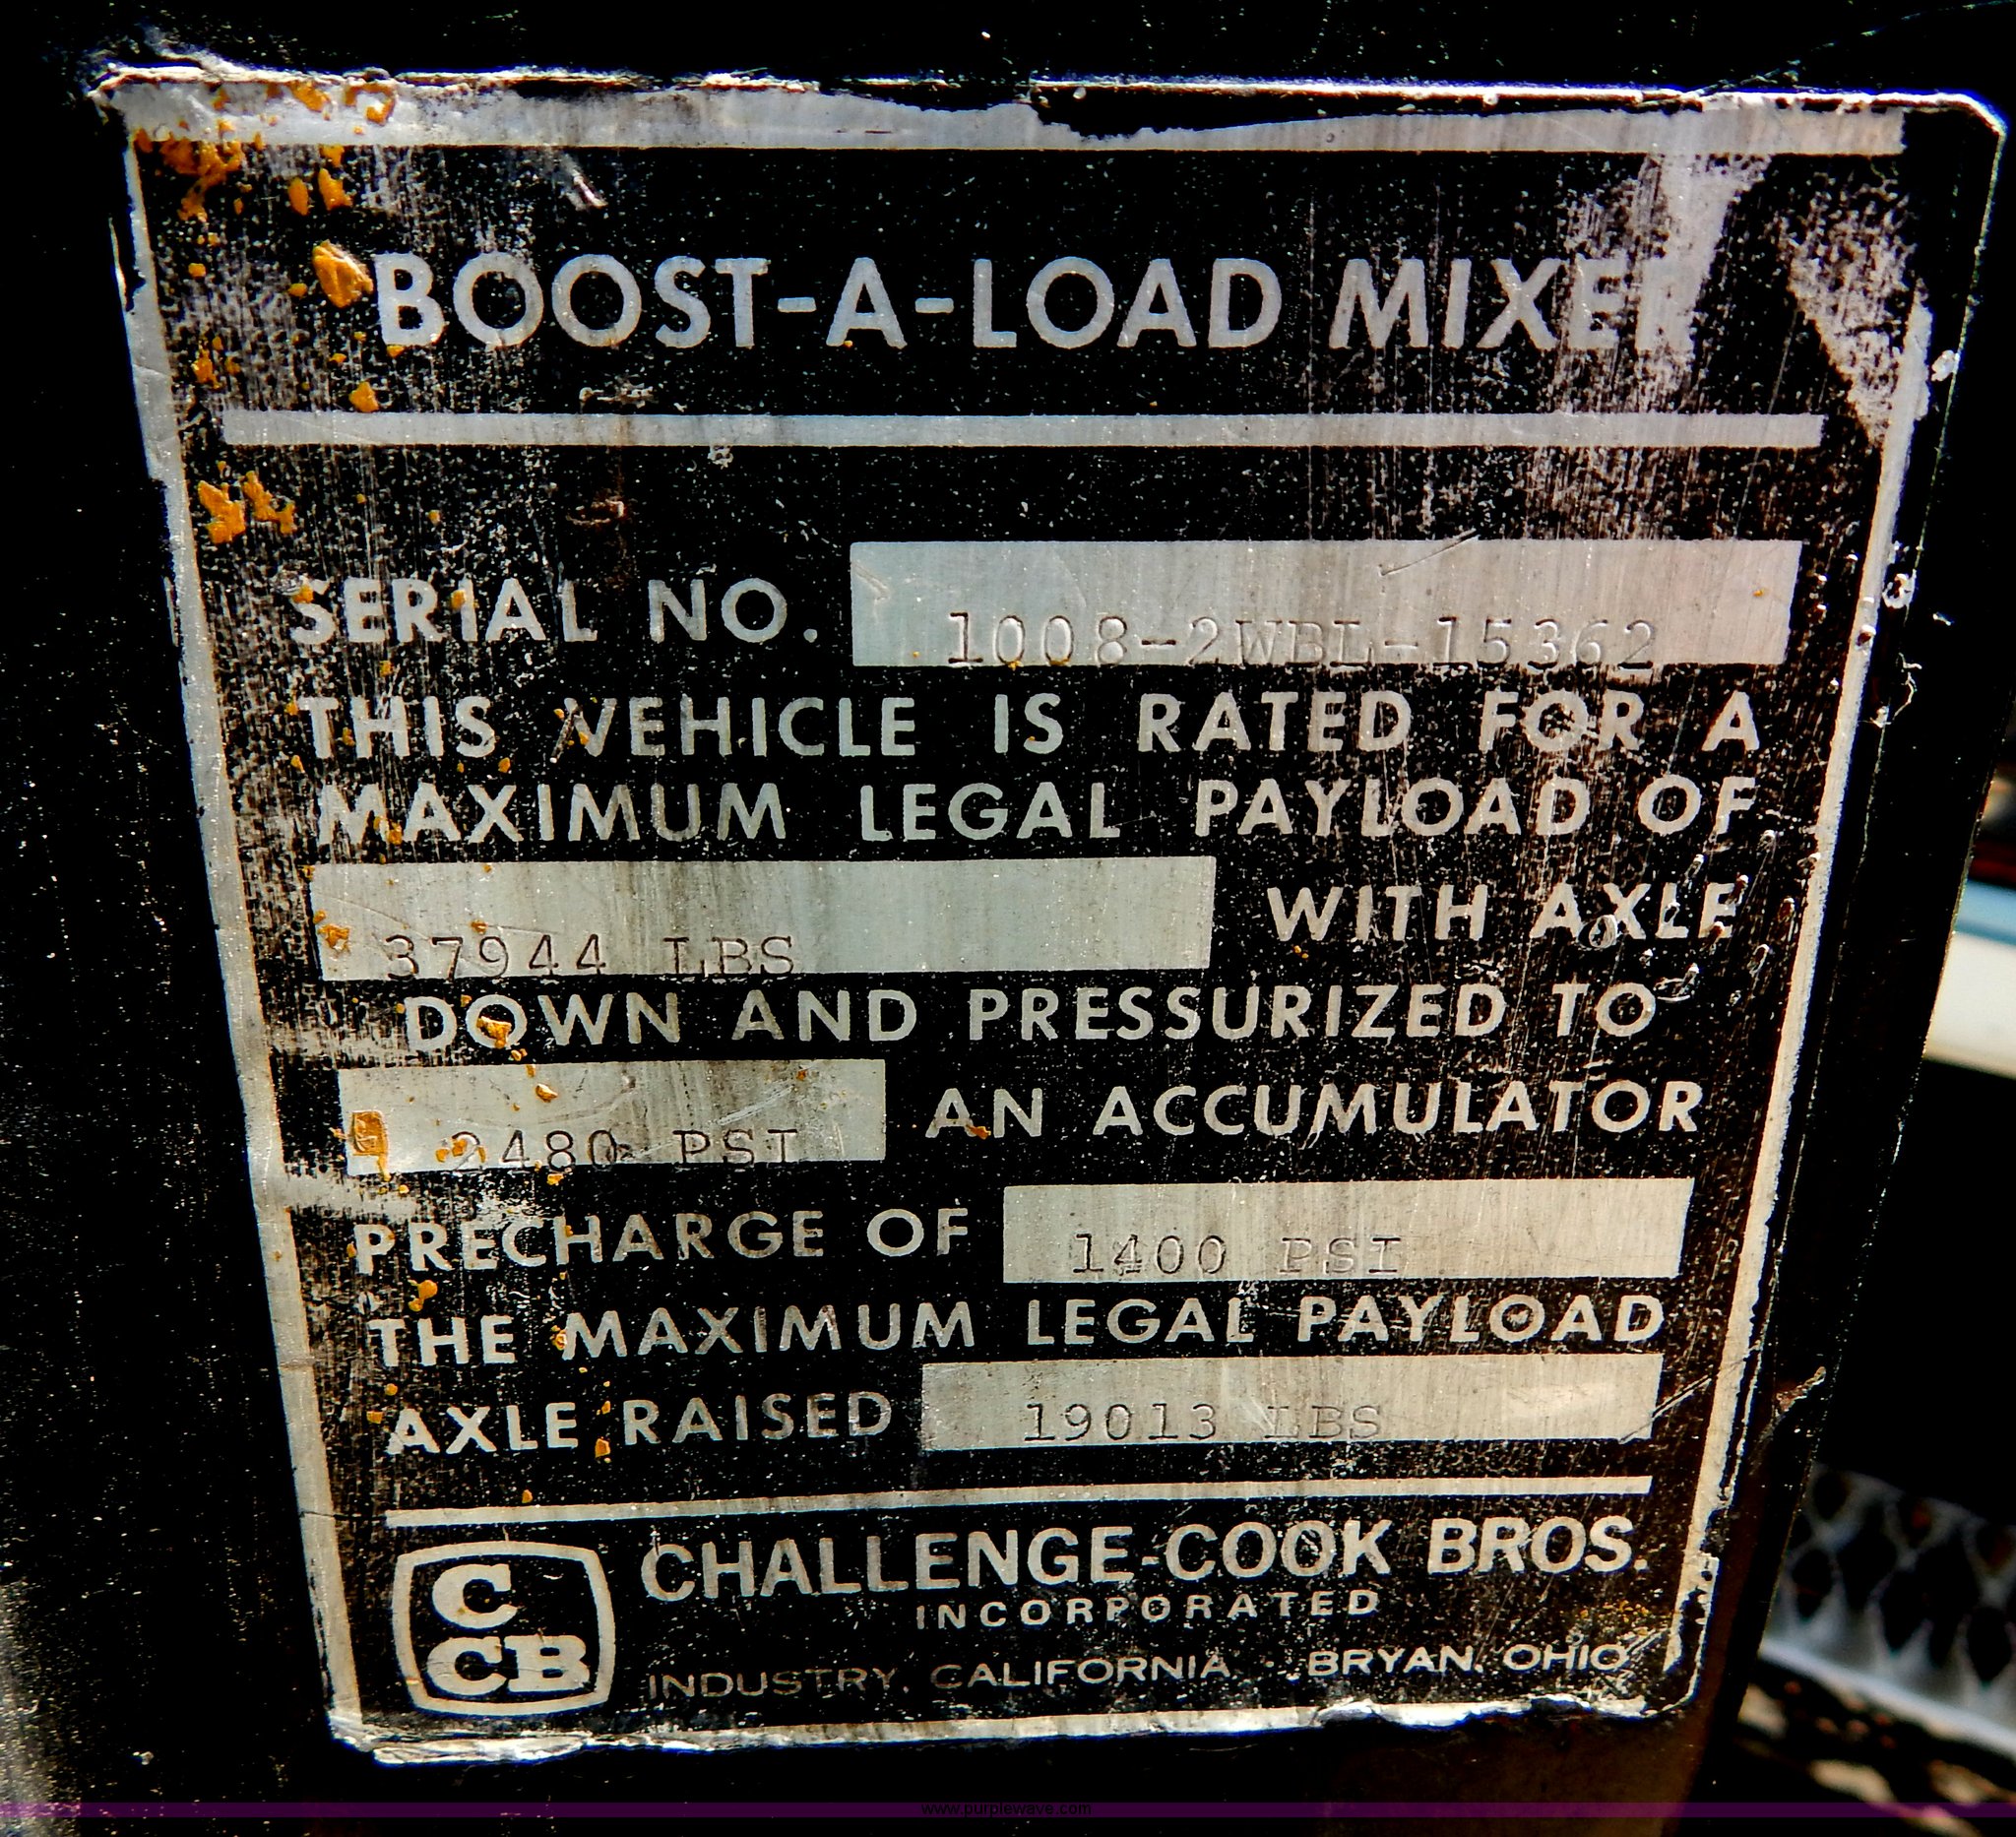 BOOST-A-LOAD MIXER
SERIAL NO. 1008-2WBL-15362
THIS VEHICLE IS RATED FOR A
MAXIMUM LEGAL PAYLOAD OF
37944 LBS WITH AXLE
DOWN AND PRESSURIZED TO
2480 PSI AN ACCUMULATOR
PRECHARGE OF 1400 PSI
THE MAXIMUM LEGAL PAYLOAD
AXLE RAISED 19013 LBS
C
CB
CHALLENGE-COOK BROS.
INCORPORATED
INDUSTRY, CALIFORNIA · BRYAN, OHIO
www.purplewave.com